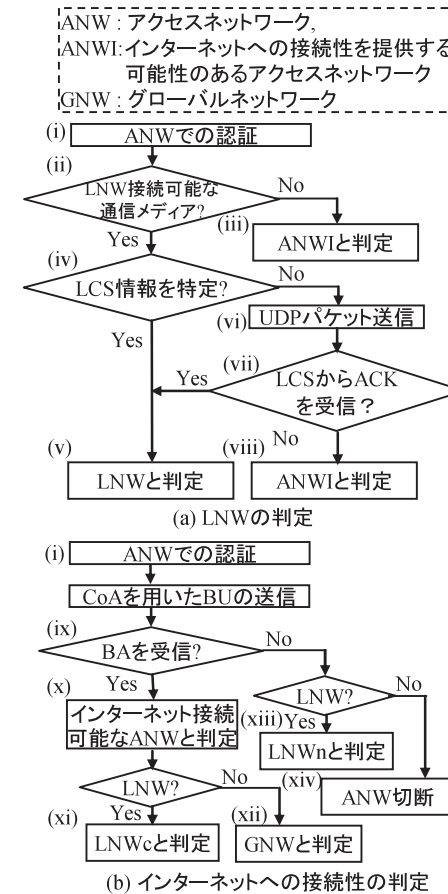 ANW : アクセスネットワーク,
ANWI:インターネットへの接続性を提供する
可能性のあるアクセスネットワーク
GNW : グローバルネットワーク
(i)
ANWでの認証
(ii)
LNW接続可能な
通信メディア?
No
Yes
(iii)
ANWIと判定
(iv)
LCS情報を特定?
No
Yes
(vi)
UDPパケット送信
(vii)
LCSからACK
を受信？
Yes
No
(v)
LNWと判定
(viii)
ANWIと判定
(a) LNWの判定
(i)
ANWでの認証
CoAを用いたBUの送信
(ix)
BAを受信?
No
Yes
(x)
インターネット接続
可能なANWと判定
LNW?
No
(xiii)
Yes
LNWnと判定
(xiv)
ANW切断
LNW?
No
Yes
(xi)
LNWcと判定
(xii)
GNWと判定
(b) インターネットへの接続性の判定